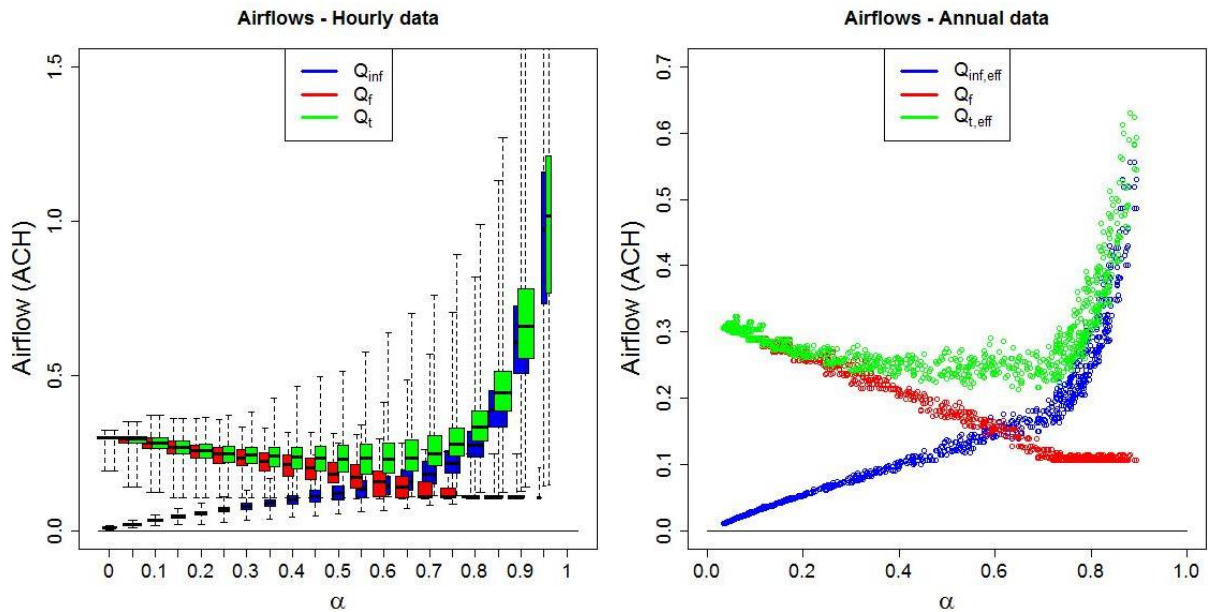 Airflows - Hourly data
Q_inf
Q_f
Q_t
Airflow (ACH)
1.5
1.0
0.5
0.0
0 0.1 0.2 0.3 0.4 0.5 0.6 0.7 0.8 0.9 1
α
Airflows - Annual data
Q_inf,eff
Q_f
Q_t,eff
Airflow (ACH)
0.7
0.6
0.5
0.4
0.3
0.2
0.1
0.0
0.0 0.2 0.4 0.6 0.8 1.0
α